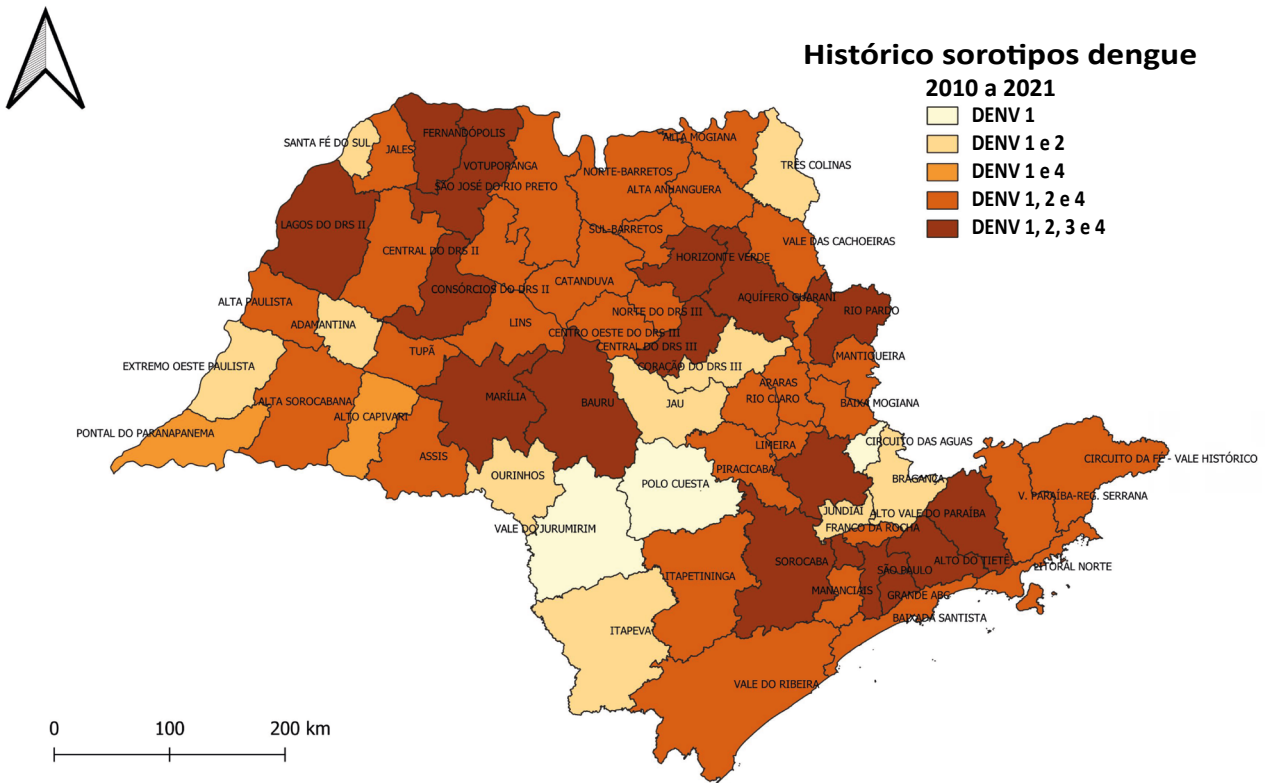 Histórico sorotipos dengue
2010 a 2021
DENV 1
DENV 1 e 2
DENV 1 e 4
DENV 1, 2 e 4
DENV 1, 2, 3 e 4
SANTA FÉ DO SUL
JALES
FERNANDÓPOLIS
VOTUPORANGA
SÃO JOSÉ DO RIO PRETO
NORTE-BARRETOS
ALTA MOGIANA
TRÊS COLINAS
ALTA ANHANGUERA
LAGOS DO DRS II
CENTRAL DO DRS II
SUL-BARRETOS
VALE DAS CACHOEIRAS
HORIZONTE VERDE
CONSÓRCIOS DO DRS II
CATANDUVA
AQUÍFERO GUARANI
RIO PARDO
ALTA PAULISTA
ADAMANTINA
LINS
NORTE DO DRS III
CENTRO OESTE DO DRS III
CENTRAL DO DRS III
TUPÃ
MANTIQUEIRA
EXTREMO OESTE PAULISTA
CORAÇÃO DO DRS III
ARARAS
ALTA SOROCABANA
ALTO CAPIVARI
MARÍLIA
BAURU
JAU
RIO CLARO
BAIXA MOGIANA
PONTAL DO PARANAPANEMA
ASSIS
LIMEIRA
CIRCUITO DAS AGUAS
CIRCUITO DA FÉ - VALE HISTÓRICO
OURINHOS
POLO CUESTA
PIRACICABA
BRAGANÇA
V. PARAÍBA-REG. SERRANA
VALE DO JURUMIRIM
JUNDIAÍ
ALTO VALE DO PARAÍBA
FRANCO DA ROCHA
SOROCABA
SÃO PAULO
ALTO DO TIETÊ
LITORAL NORTE
ITAPETININGA
MANANCIAIS
GRANDE ABC
BAIXADA SANTISTA
ITAPEVA
VALE DO RIBEIRA
0 100 200 km